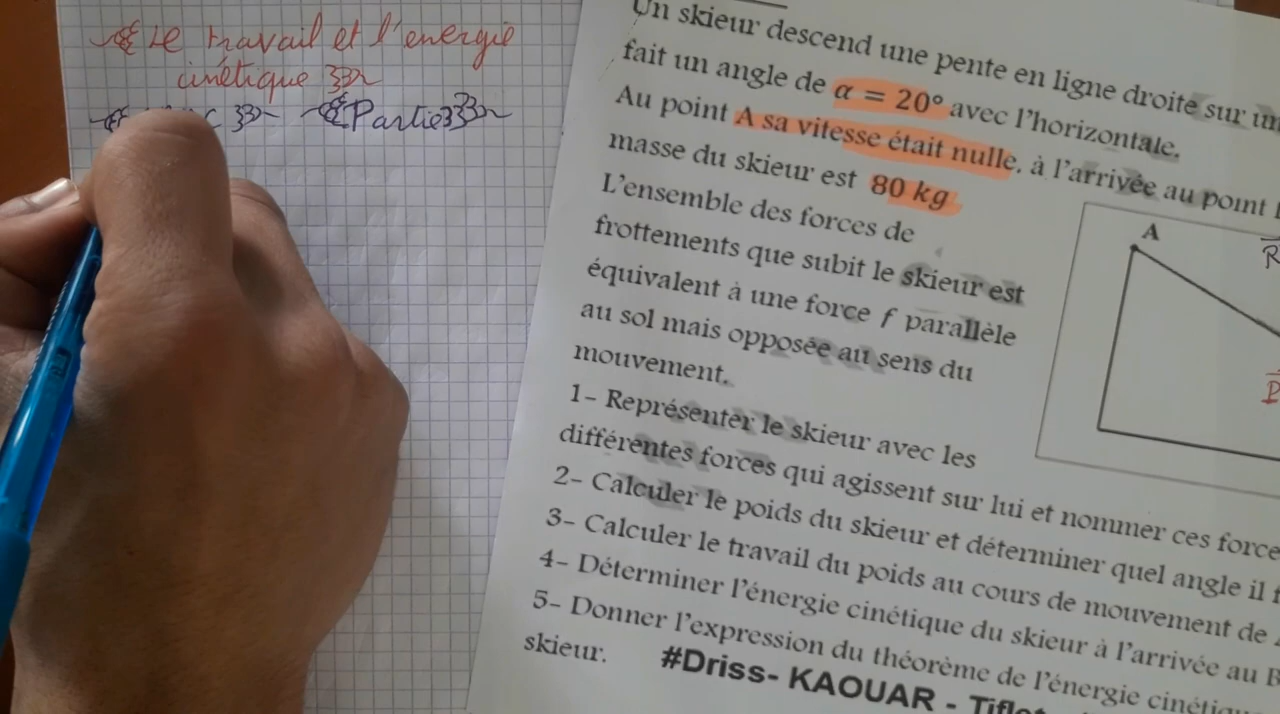 Le travail et l'energie
cinétique
Partie
Un skieur descend une pente en ligne droite sur un
fait un angle de α = 20° avec l'horizontale.
Au point A sa vitesse était nulle, à l'arrivée au point
masse du skieur est 80 kg
L'ensemble des forces de
frottements que subit le skieur est
équivalent à une force f parallèle
au sol mais opposée au sens du
mouvement.
A
R
P
1- Représenter le skieur avec les
différentes forces qui agissent sur lui et nommer ces force
2- Calculer le poids du skieur et déterminer quel angle il f
3- Calculer le travail du poids au cours de mouvement de
4- Déterminer l'énergie cinétique du skieur à l'arrivée au B
5- Donner l'expression du théorème de l'énergie cinétique
skieur.
#Driss- KAOUAR - Tiflet